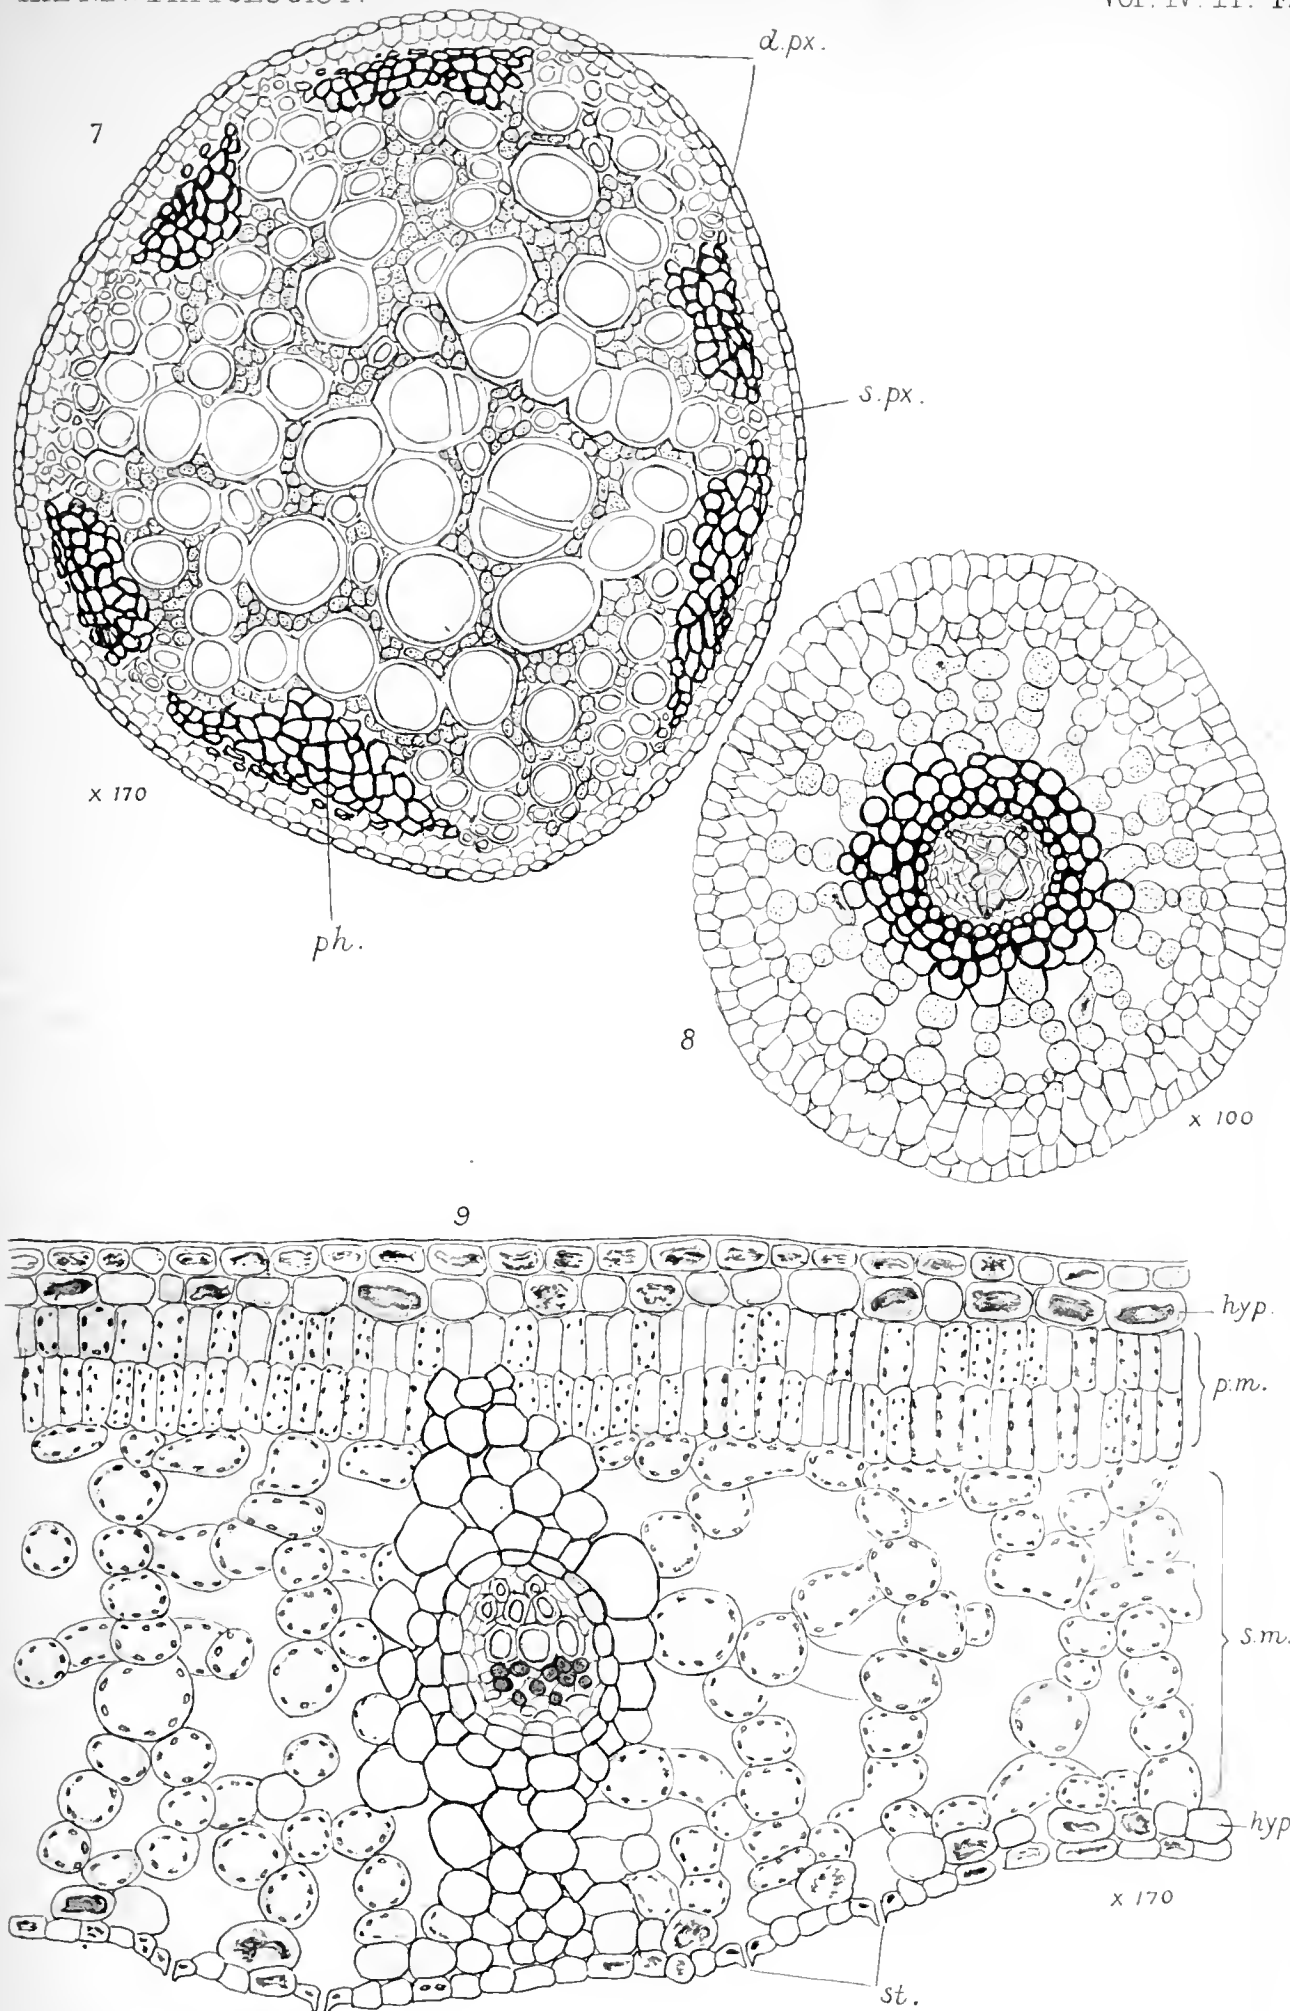 d.px.
7
s.px.
x 170
ph.
8
x 100
9
hyp.
p.m.
s.m.
hyp
x 170
st.